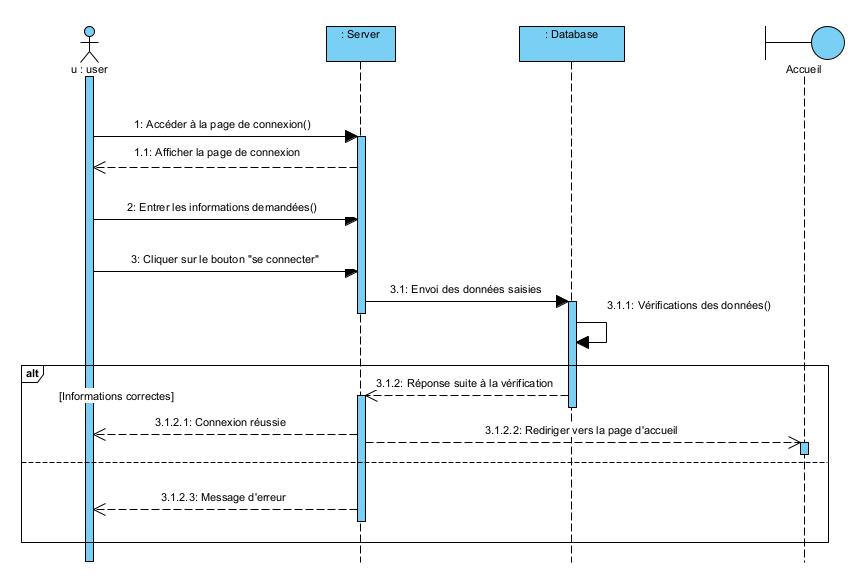 : Server
: Database
u : user
Accueil
1: Accéder à la page de connexion()
1.1: Afficher la page de connexion
2: Entrer les informations demandées()
3: Cliquer sur le bouton "se connecter"
3.1: Envoi des données saisies
3.1.1: Vérifications des données()
alt
3.1.2: Réponse suite à la vérification
[Informations correctes]
3.1.2.1: Connexion réussie
3.1.2.2: Rediriger vers la page d'accueil
3.1.2.3: Message d'erreur